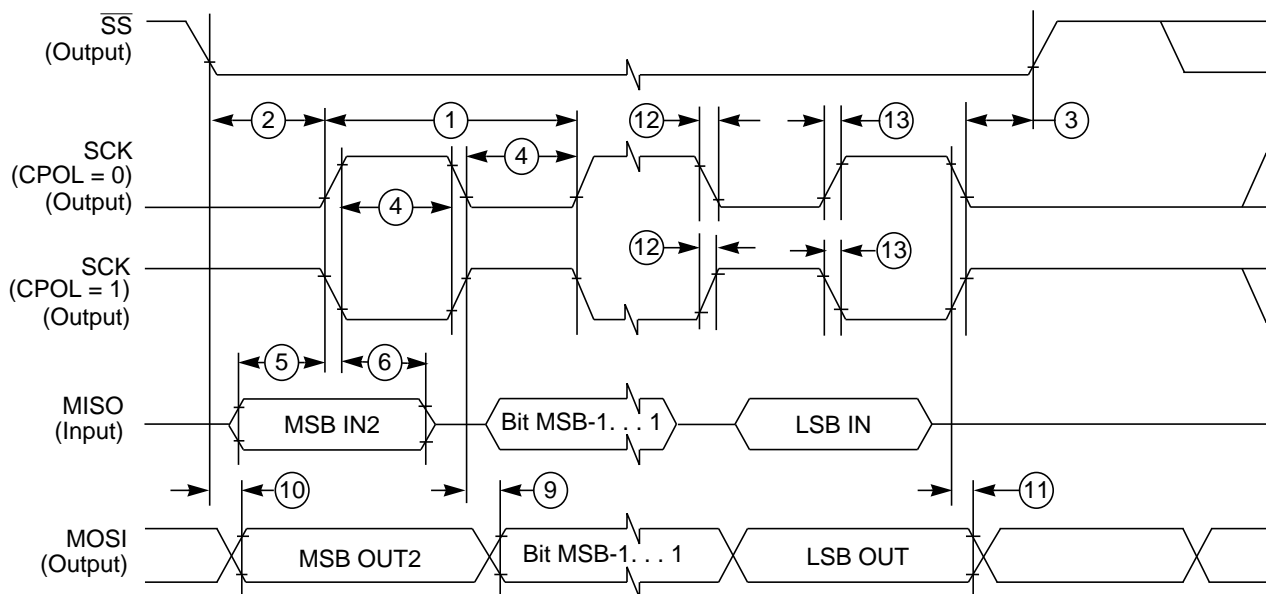 SS
(Output)
2
1
12
13
3
SCK
(CPOL = 0)
(Output)
4
4
12
13
SCK
(CPOL = 1)
(Output)
5
6
MISO
(Input)
MSB IN2
Bit MSB-1. . . 1
LSB IN
10
9
11
MOSI
(Output)
MSB OUT2
Bit MSB-1. . . 1
LSB OUT